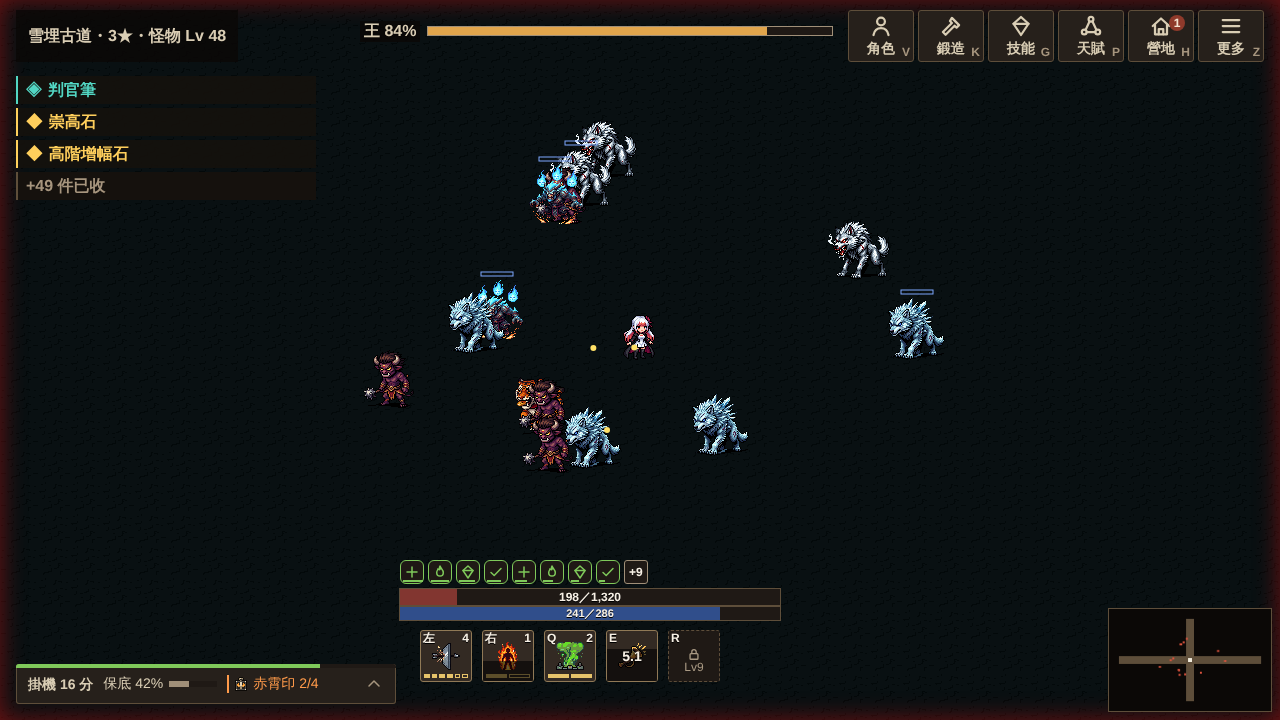 雪埋古道・3★・怪物 Lv 48
王 84%
角色 V
鍛造 K
技能 G
天賦 P
營地 H 1
更多 Z
判官筆
崇高石
高階增幅石
+49 件已收
+9
198／1,320
241／286
左 4
右 1
Q 2
E 5.1
R Lv9
掛機 16 分 保底 42% 赤霄印 2/4